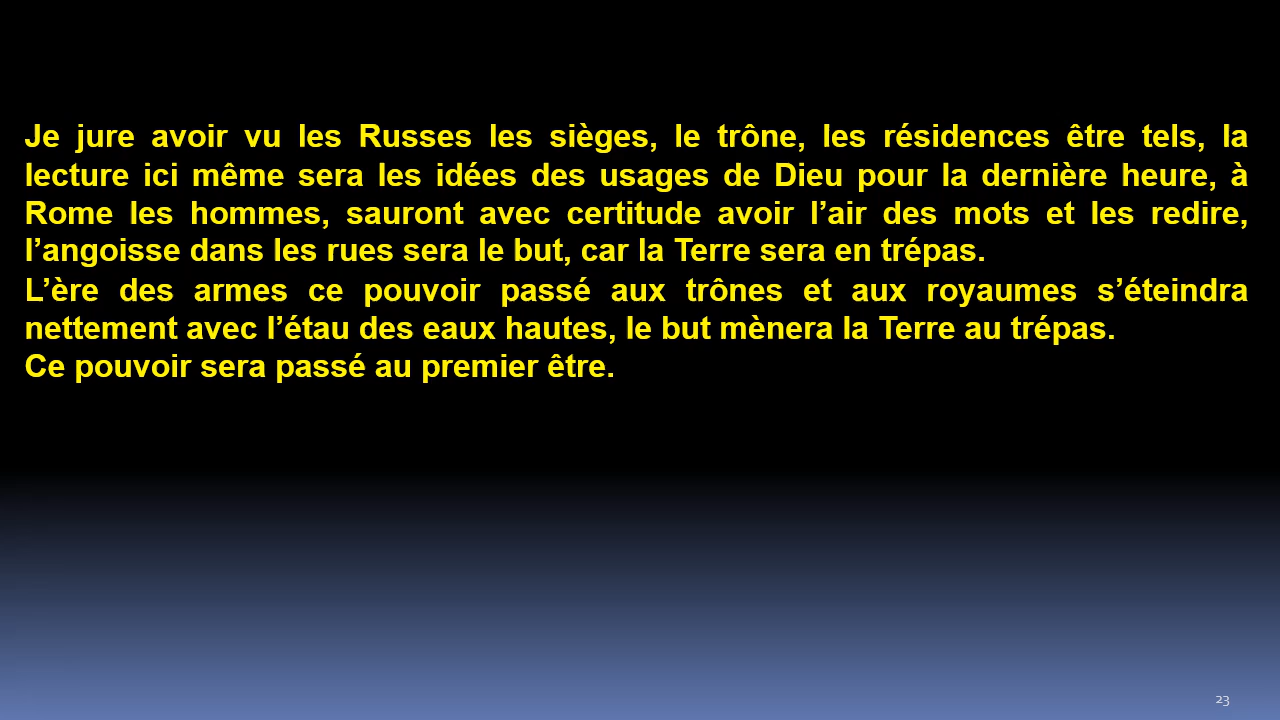 Je jure avoir vu les Russes les sièges, le trône, les résidences être tels, la
lecture ici même sera les idées des usages de Dieu pour la dernière heure, à
Rome les hommes, sauront avec certitude avoir l’air des mots et les redire,
l’angoisse dans les rues sera le but, car la Terre sera en trépas.
L’ère des armes ce pouvoir passé aux trônes et aux royaumes s’éteindra
nettement avec l’étau des eaux hautes, le but mènera la Terre au trépas.
Ce pouvoir sera passé au premier être.
23